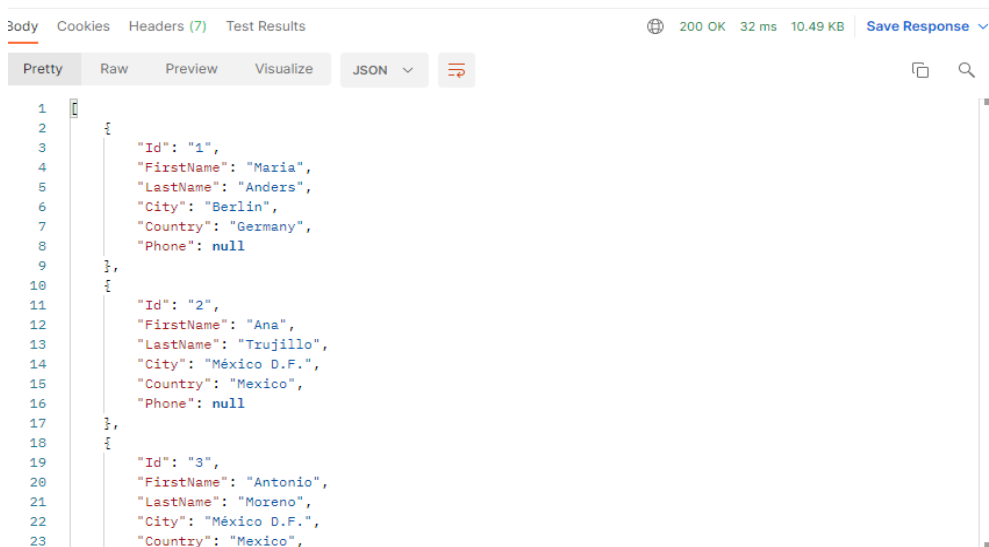 Body Cookies Headers (7) Test Results 200 OK 32 ms 10.49 KB Save Response
Pretty Raw Preview Visualize JSON
1 [
2 {
3 "Id": "1",
4 "FirstName": "Maria",
5 "LastName": "Anders",
6 "City": "Berlin",
7 "Country": "Germany",
8 "Phone": null
9 },
10 {
11 "Id": "2",
12 "FirstName": "Ana",
13 "LastName": "Trujillo",
14 "City": "México D.F.",
15 "Country": "Mexico",
16 "Phone": null
17 },
18 {
19 "Id": "3",
20 "FirstName": "Antonio",
21 "LastName": "Moreno",
22 "City": "México D.F.",
23 "Country": "Mexico",